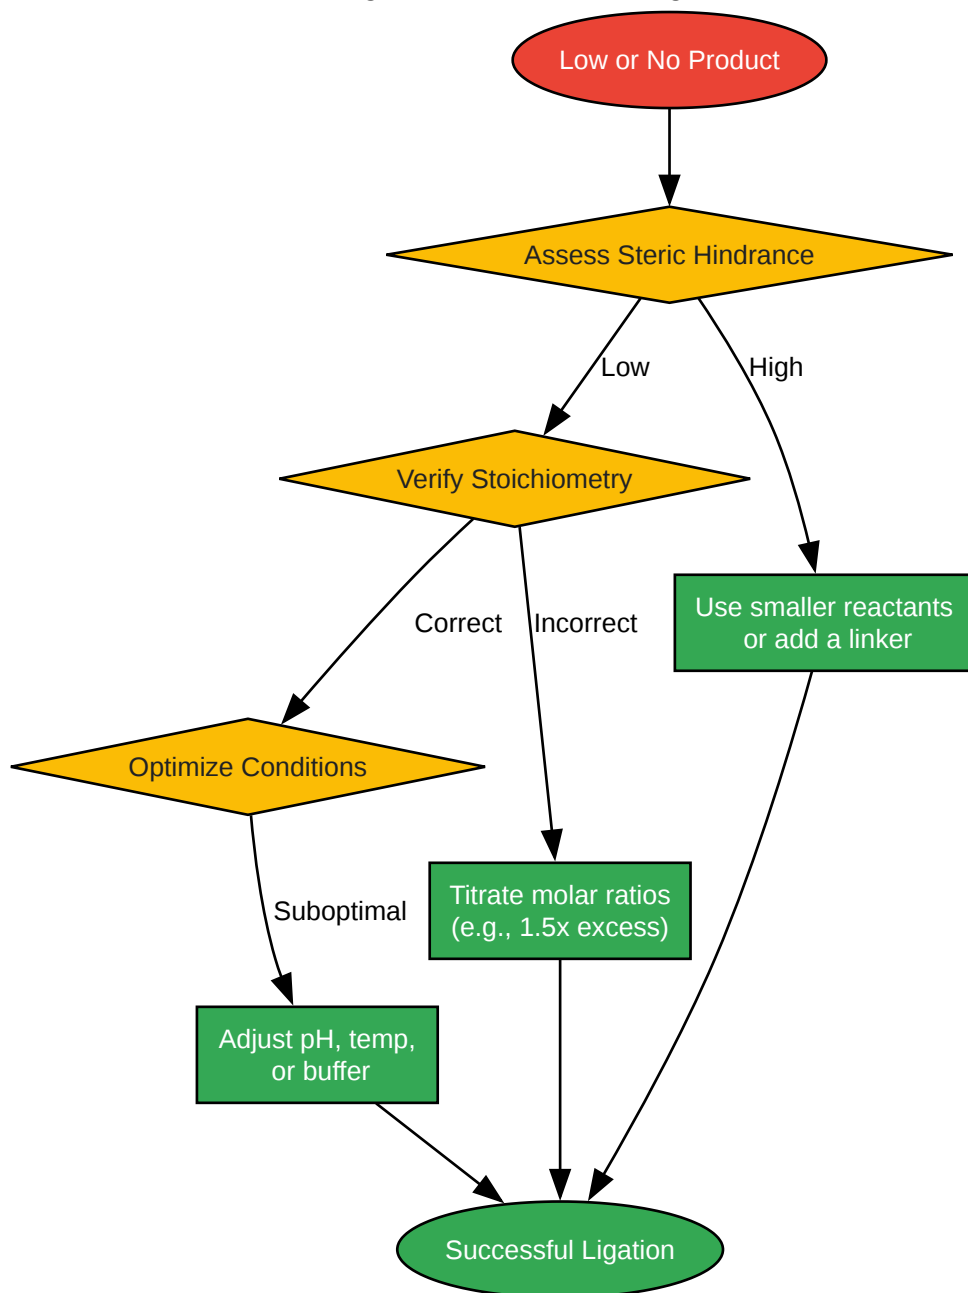 Low or No Product
Assess Steric Hindrance
Low
High
Verify Stoichiometry
Correct
Incorrect
Use smaller reactants
or add a linker
Optimize Conditions
Suboptimal
Titrate molar ratios
(e.g., 1.5x excess)
Adjust pH, temp,
or buffer
Successful Ligation